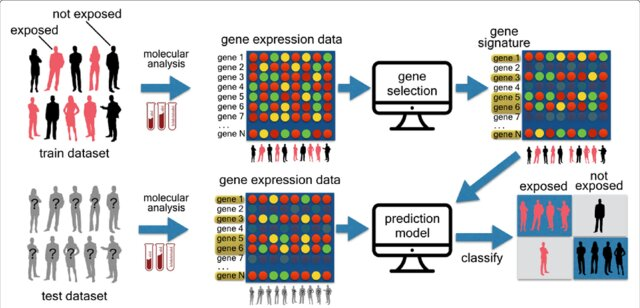 not exposed
exposed
train dataset
molecular
analysis
gene expression data
gene 1
gene 2
gene 3
gene 4
gene 5
gene 6
gene 7
...
gene N
gene
selection
gene
signature
gene 1
gene 2
gene 3
gene 4
gene 5
gene 6
gene 7
...
gene N
? ? ? ? ?
? ? ? ? ?
test dataset
molecular
analysis
gene expression data
gene 1
gene 2
gene 3
gene 4
gene 5
gene 6
gene 7
...
gene N
prediction
model
classify
exposed
not
exposed